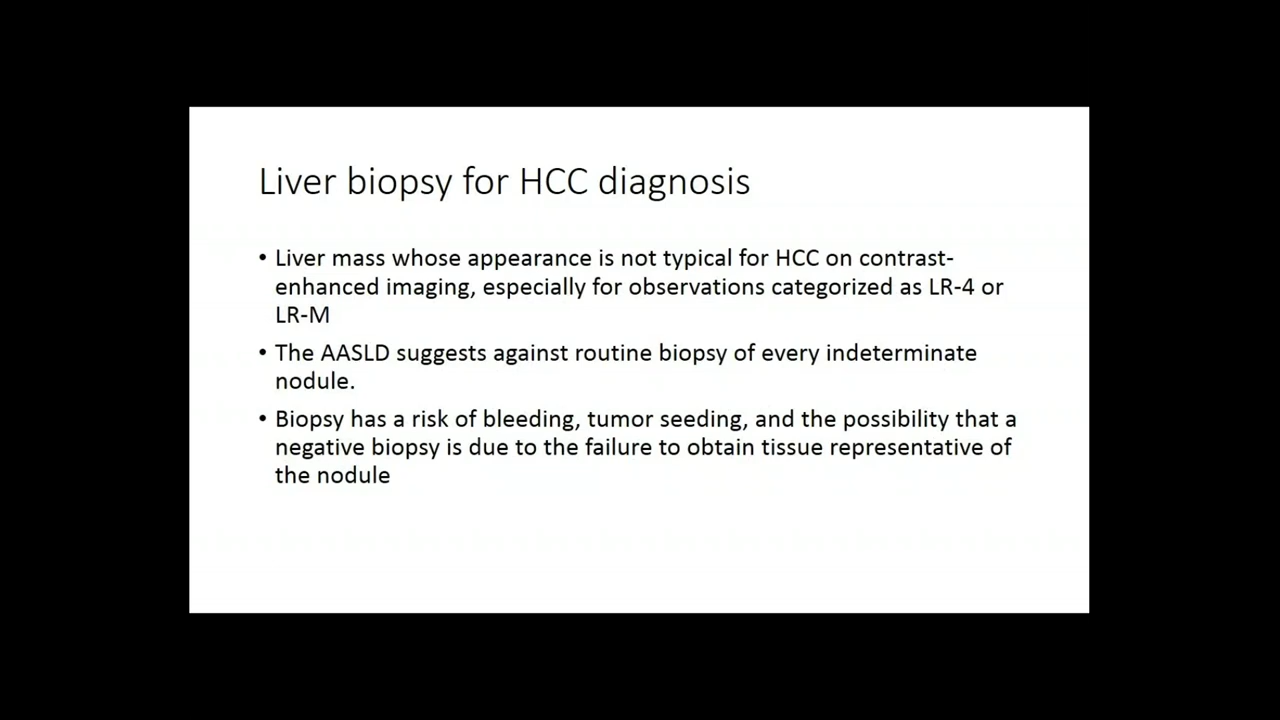 Liver biopsy for HCC diagnosis
• Liver mass whose appearance is not typical for HCC on contrast-
enhanced imaging, especially for observations categorized as LR-4 or
LR-M
• The AASLD suggests against routine biopsy of every indeterminate
nodule.
• Biopsy has a risk of bleeding, tumor seeding, and the possibility that a
negative biopsy is due to the failure to obtain tissue representative of
the nodule